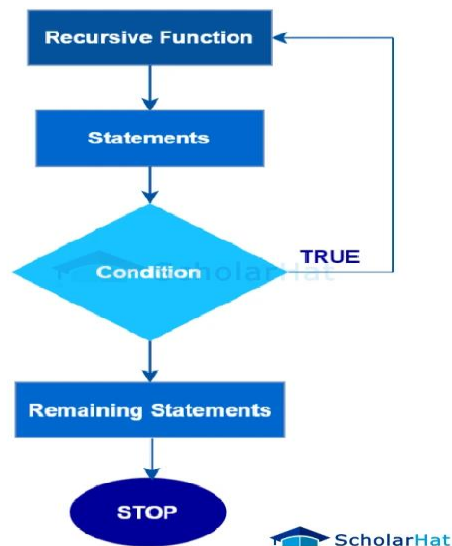 Recursive Function
Statements
TRUE
Condition
ScholarHat
Remaining Statements
STOP
ScholarHat